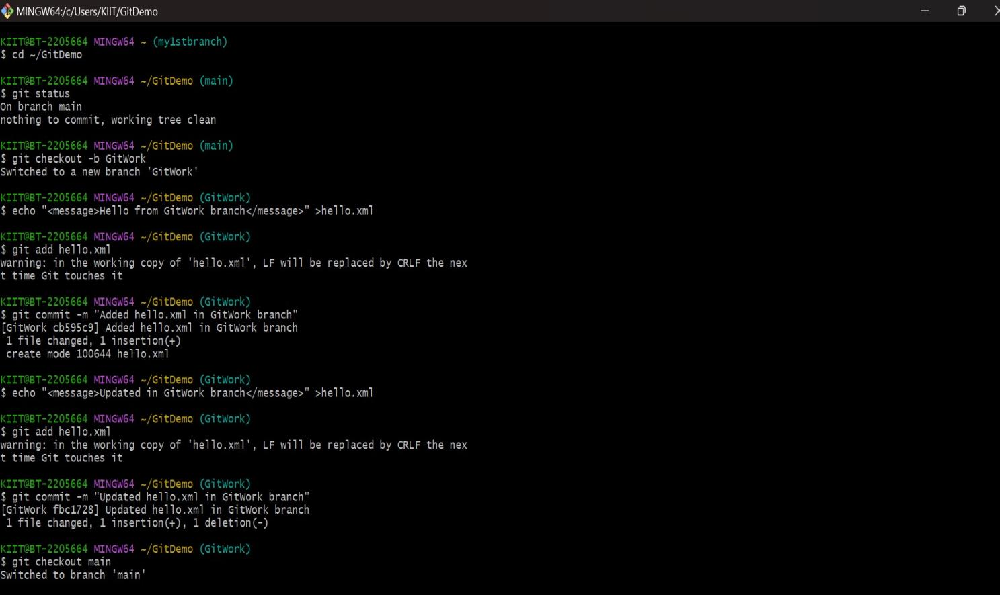 MINGW64:/c/Users/KIIT/GitDemo
KIIT@BT-2205664 MINGW64 ~ (my1stbranch)
$ cd ~/GitDemo
KIIT@BT-2205664 MINGW64 ~/GitDemo (main)
$ git status
On branch main
nothing to commit, working tree clean
KIIT@BT-2205664 MINGW64 ~/GitDemo (main)
$ git checkout -b GitWork
Switched to a new branch 'GitWork'
KIIT@BT-2205664 MINGW64 ~/GitDemo (GitWork)
$ echo "<message>Hello from GitWork branch</message>" >hello.xml
KIIT@BT-2205664 MINGW64 ~/GitDemo (GitWork)
$ git add hello.xml
warning: in the working copy of 'hello.xml', LF will be replaced by CRLF the nex
t time Git touches it
KIIT@BT-2205664 MINGW64 ~/GitDemo (GitWork)
$ git commit -m "Added hello.xml in GitWork branch"
[GitWork cb595c9] Added hello.xml in GitWork branch
 1 file changed, 1 insertion(+)
 create mode 100644 hello.xml
KIIT@BT-2205664 MINGW64 ~/GitDemo (GitWork)
$ echo "<message>Updated in GitWork branch</message>" >hello.xml
KIIT@BT-2205664 MINGW64 ~/GitDemo (GitWork)
$ git add hello.xml
warning: in the working copy of 'hello.xml', LF will be replaced by CRLF the nex
t time Git touches it
KIIT@BT-2205664 MINGW64 ~/GitDemo (GitWork)
$ git commit -m "Updated hello.xml in GitWork branch"
[GitWork fbc1728] Updated hello.xml in GitWork branch
 1 file changed, 1 insertion(+), 1 deletion(-)
KIIT@BT-2205664 MINGW64 ~/GitDemo (GitWork)
$ git checkout main
Switched to branch 'main'